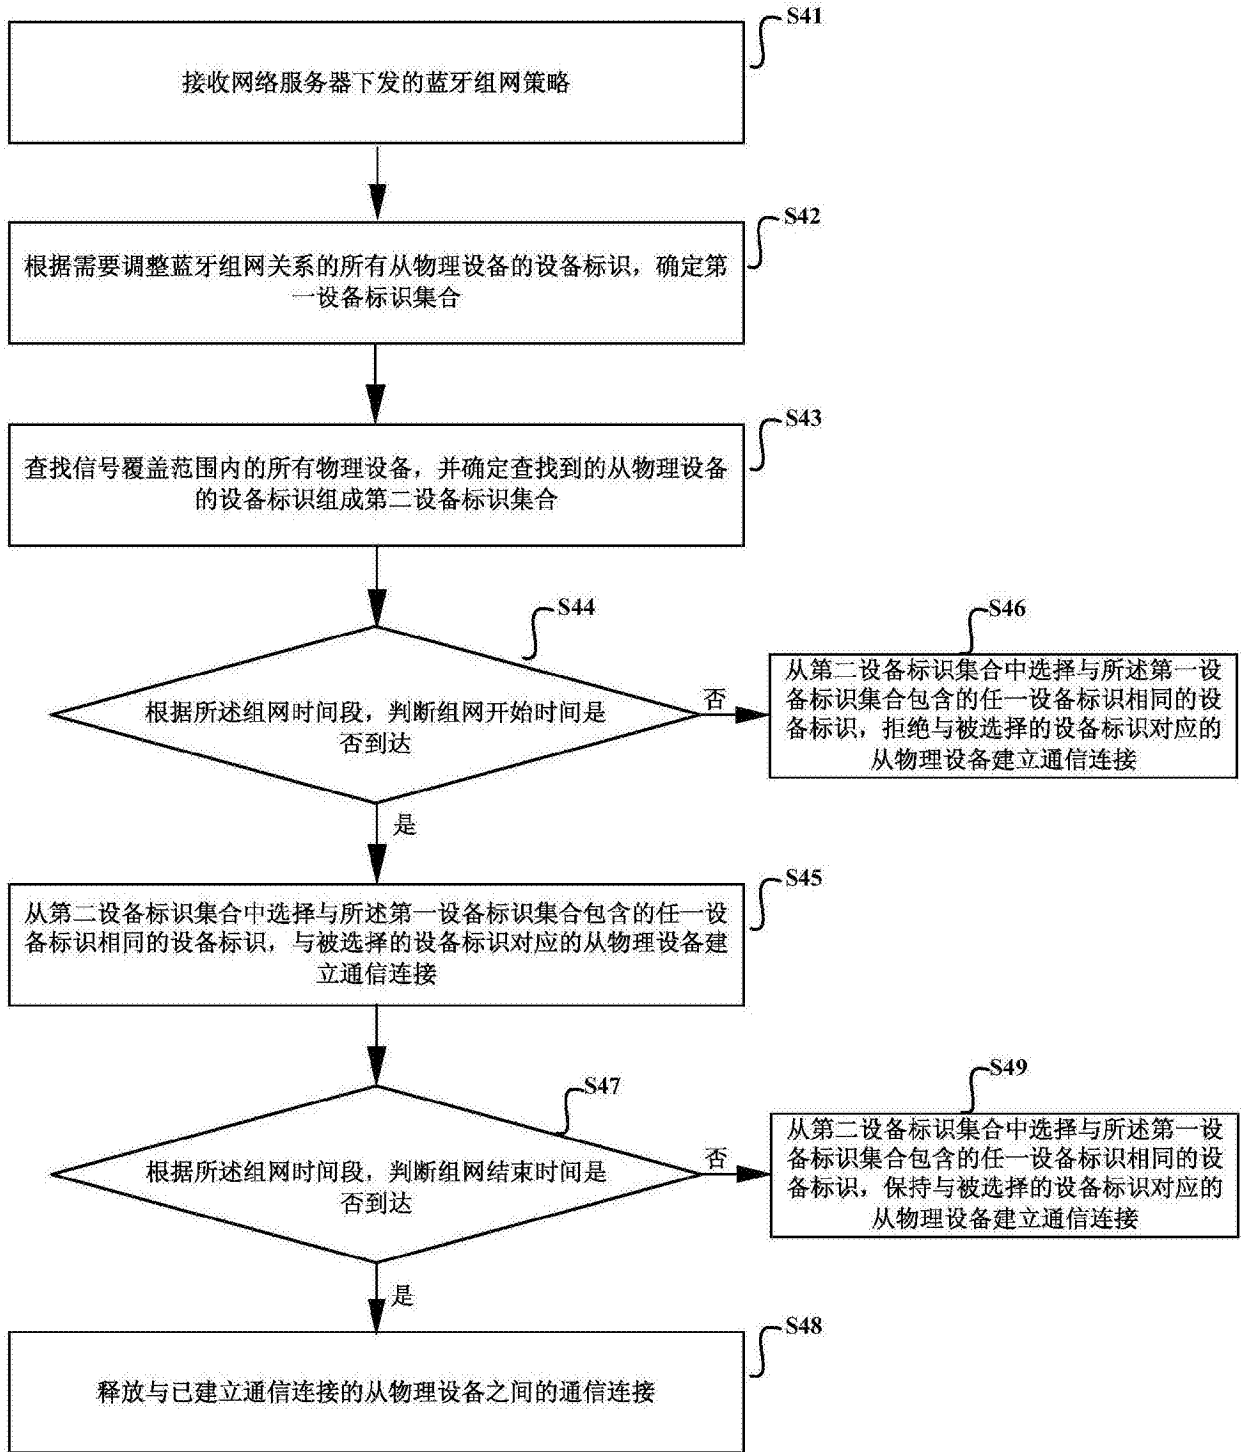 S41
接收网络服务器下发的蓝牙组网策略
S42
根据需要调整蓝牙组网关系的所有从物理设备的设备标识，确定第
一设备标识集合
S43
查找信号覆盖范围内的所有物理设备，并确定查找到的从物理设备
的设备标识组成第二设备标识集合
S44
根据所述组网时间段，判断组网开始时间是
否到达
否
S46
从第二设备标识集合中选择与所述第一设
备标识集合包含的任一设备标识相同的设
备标识，拒绝与被选择的设备标识对应的
从物理设备建立通信连接
是
S45
从第二设备标识集合中选择与所述第一设备标识集合包含的任一设
备标识相同的设备标识，与被选择的设备标识对应的从物理设备建
立通信连接
S47
根据所述组网时间段，判断组网结束时间是
否到达
否
S49
从第二设备标识集合中选择与所述第一设
备标识集合包含的任一设备标识相同的设
备标识，保持与被选择的设备标识对应的
从物理设备建立通信连接
是
S48
释放与已建立通信连接的从物理设备之间的通信连接